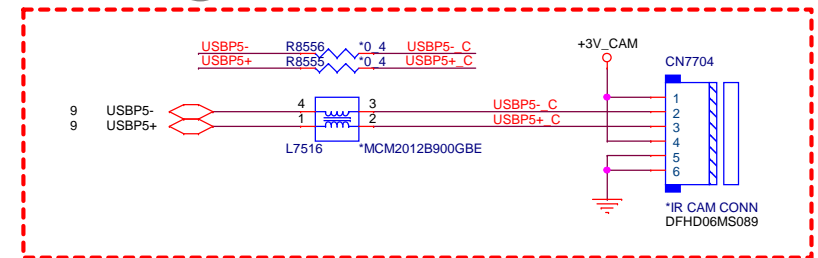 USBP5- R8556 *0_4 USBP5-_C
USBP5+ R8555 *0_4 USBP5+_C
+3V_CAM
CN7704
9 USBP5- 4 3 USBP5-_C
9 USBP5+ 1 2 USBP5+_C
L7516 *MCM2012B900GBE
1
2
3
4
5
6
*IR CAM CONN
DFHD06MS089